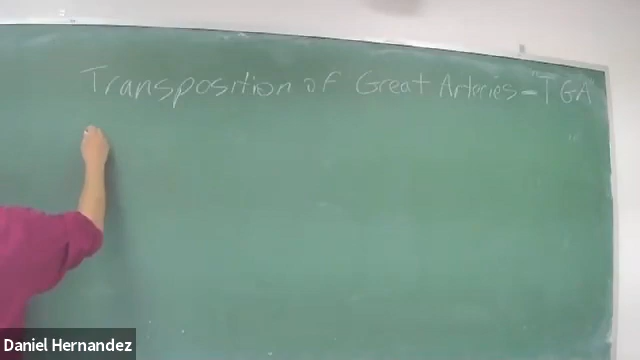 Transposition of Great Arteries - TGA
Daniel Hernandez